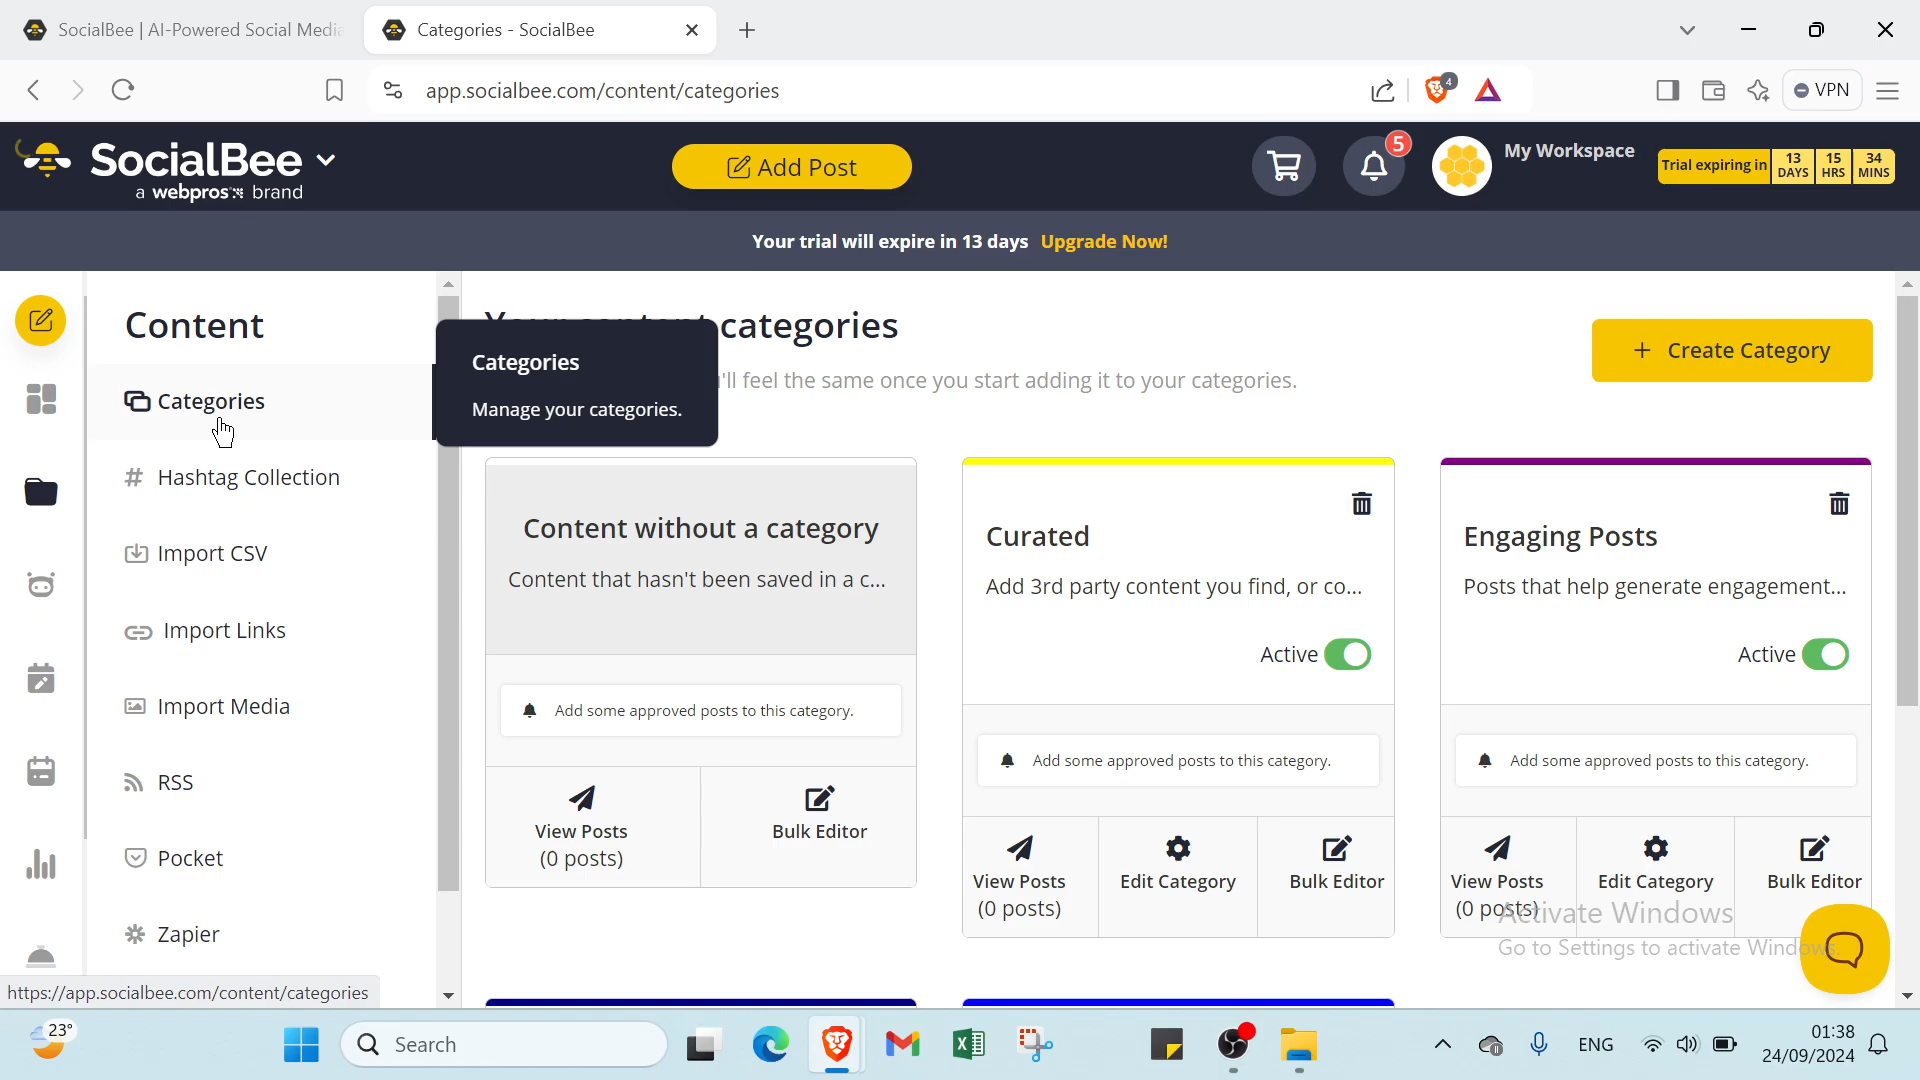 SocialBee | AI-Powered Social Media
Categories - SocialBee
app.socialbee.com/content/categories
4
VPN
SocialBee
a webpros brand
Add Post
5
My Workspace
Trial expiring in
13 DAYS
15 HRS
34 MINS
Your trial will expire in 13 days Upgrade Now!
Content
Categories
Hashtag Collection
Import CSV
Import Links
Import Media
RSS
Pocket
Zapier
https://app.socialbee.com/content/categories
Categories
Manage your categories.
Your content categories
'll feel the same once you start adding it to your categories.
+ Create Category
Content without a category
Content that hasn't been saved in a c...
Add some approved posts to this category.
View Posts
(0 posts)
Bulk Editor
Curated
Add 3rd party content you find, or co...
Active
Add some approved posts to this category.
View Posts
(0 posts)
Edit Category
Bulk Editor
Engaging Posts
Posts that help generate engagement...
Active
Add some approved posts to this category.
View Posts
(0 posts)
Edit Category
Bulk Editor
Activate Windows
Go to Settings to activate Windows.
23°
Search
ENG
01:38
24/09/2024